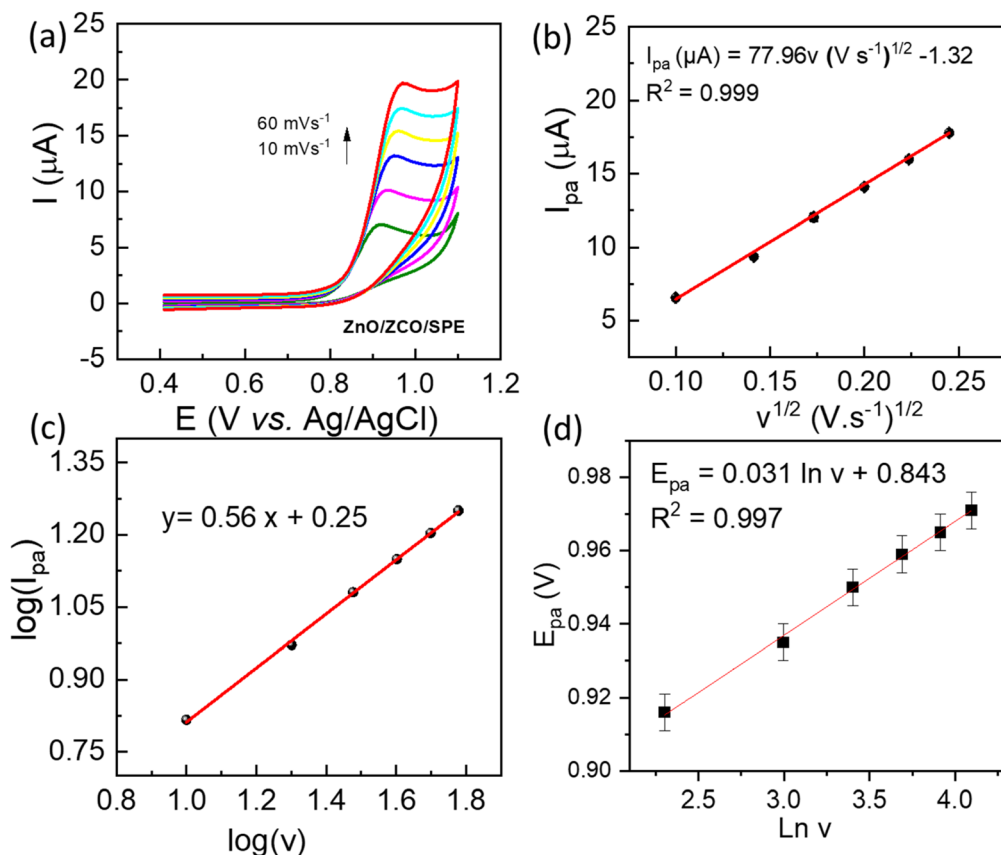 (a)
25
20
15
10
5
0
-5
I (μA)
60 mVs⁻¹
10 mVs⁻¹
ZnO/ZCO/SPE
0.4 0.6 0.8 1.0 1.2
E (V vs. Ag/AgCl)
(b)
I_pa (μA) = 77.96v (V s⁻¹)^1/2 -1.32
R² = 0.999
25
20
15
10
5
I_pa (μA)
0.10 0.15 0.20 0.25
v^1/2 (V.s⁻¹)^1/2
(c)
y= 0.56 x + 0.25
1.35
1.20
1.05
0.90
0.75
log(I_pa)
0.8 1.0 1.2 1.4 1.6 1.8
log(v)
(d)
E_pa = 0.031 ln v + 0.843
R² = 0.997
0.98
0.96
0.94
0.92
0.90
E_pa (V)
2.5 3.0 3.5 4.0
Ln v